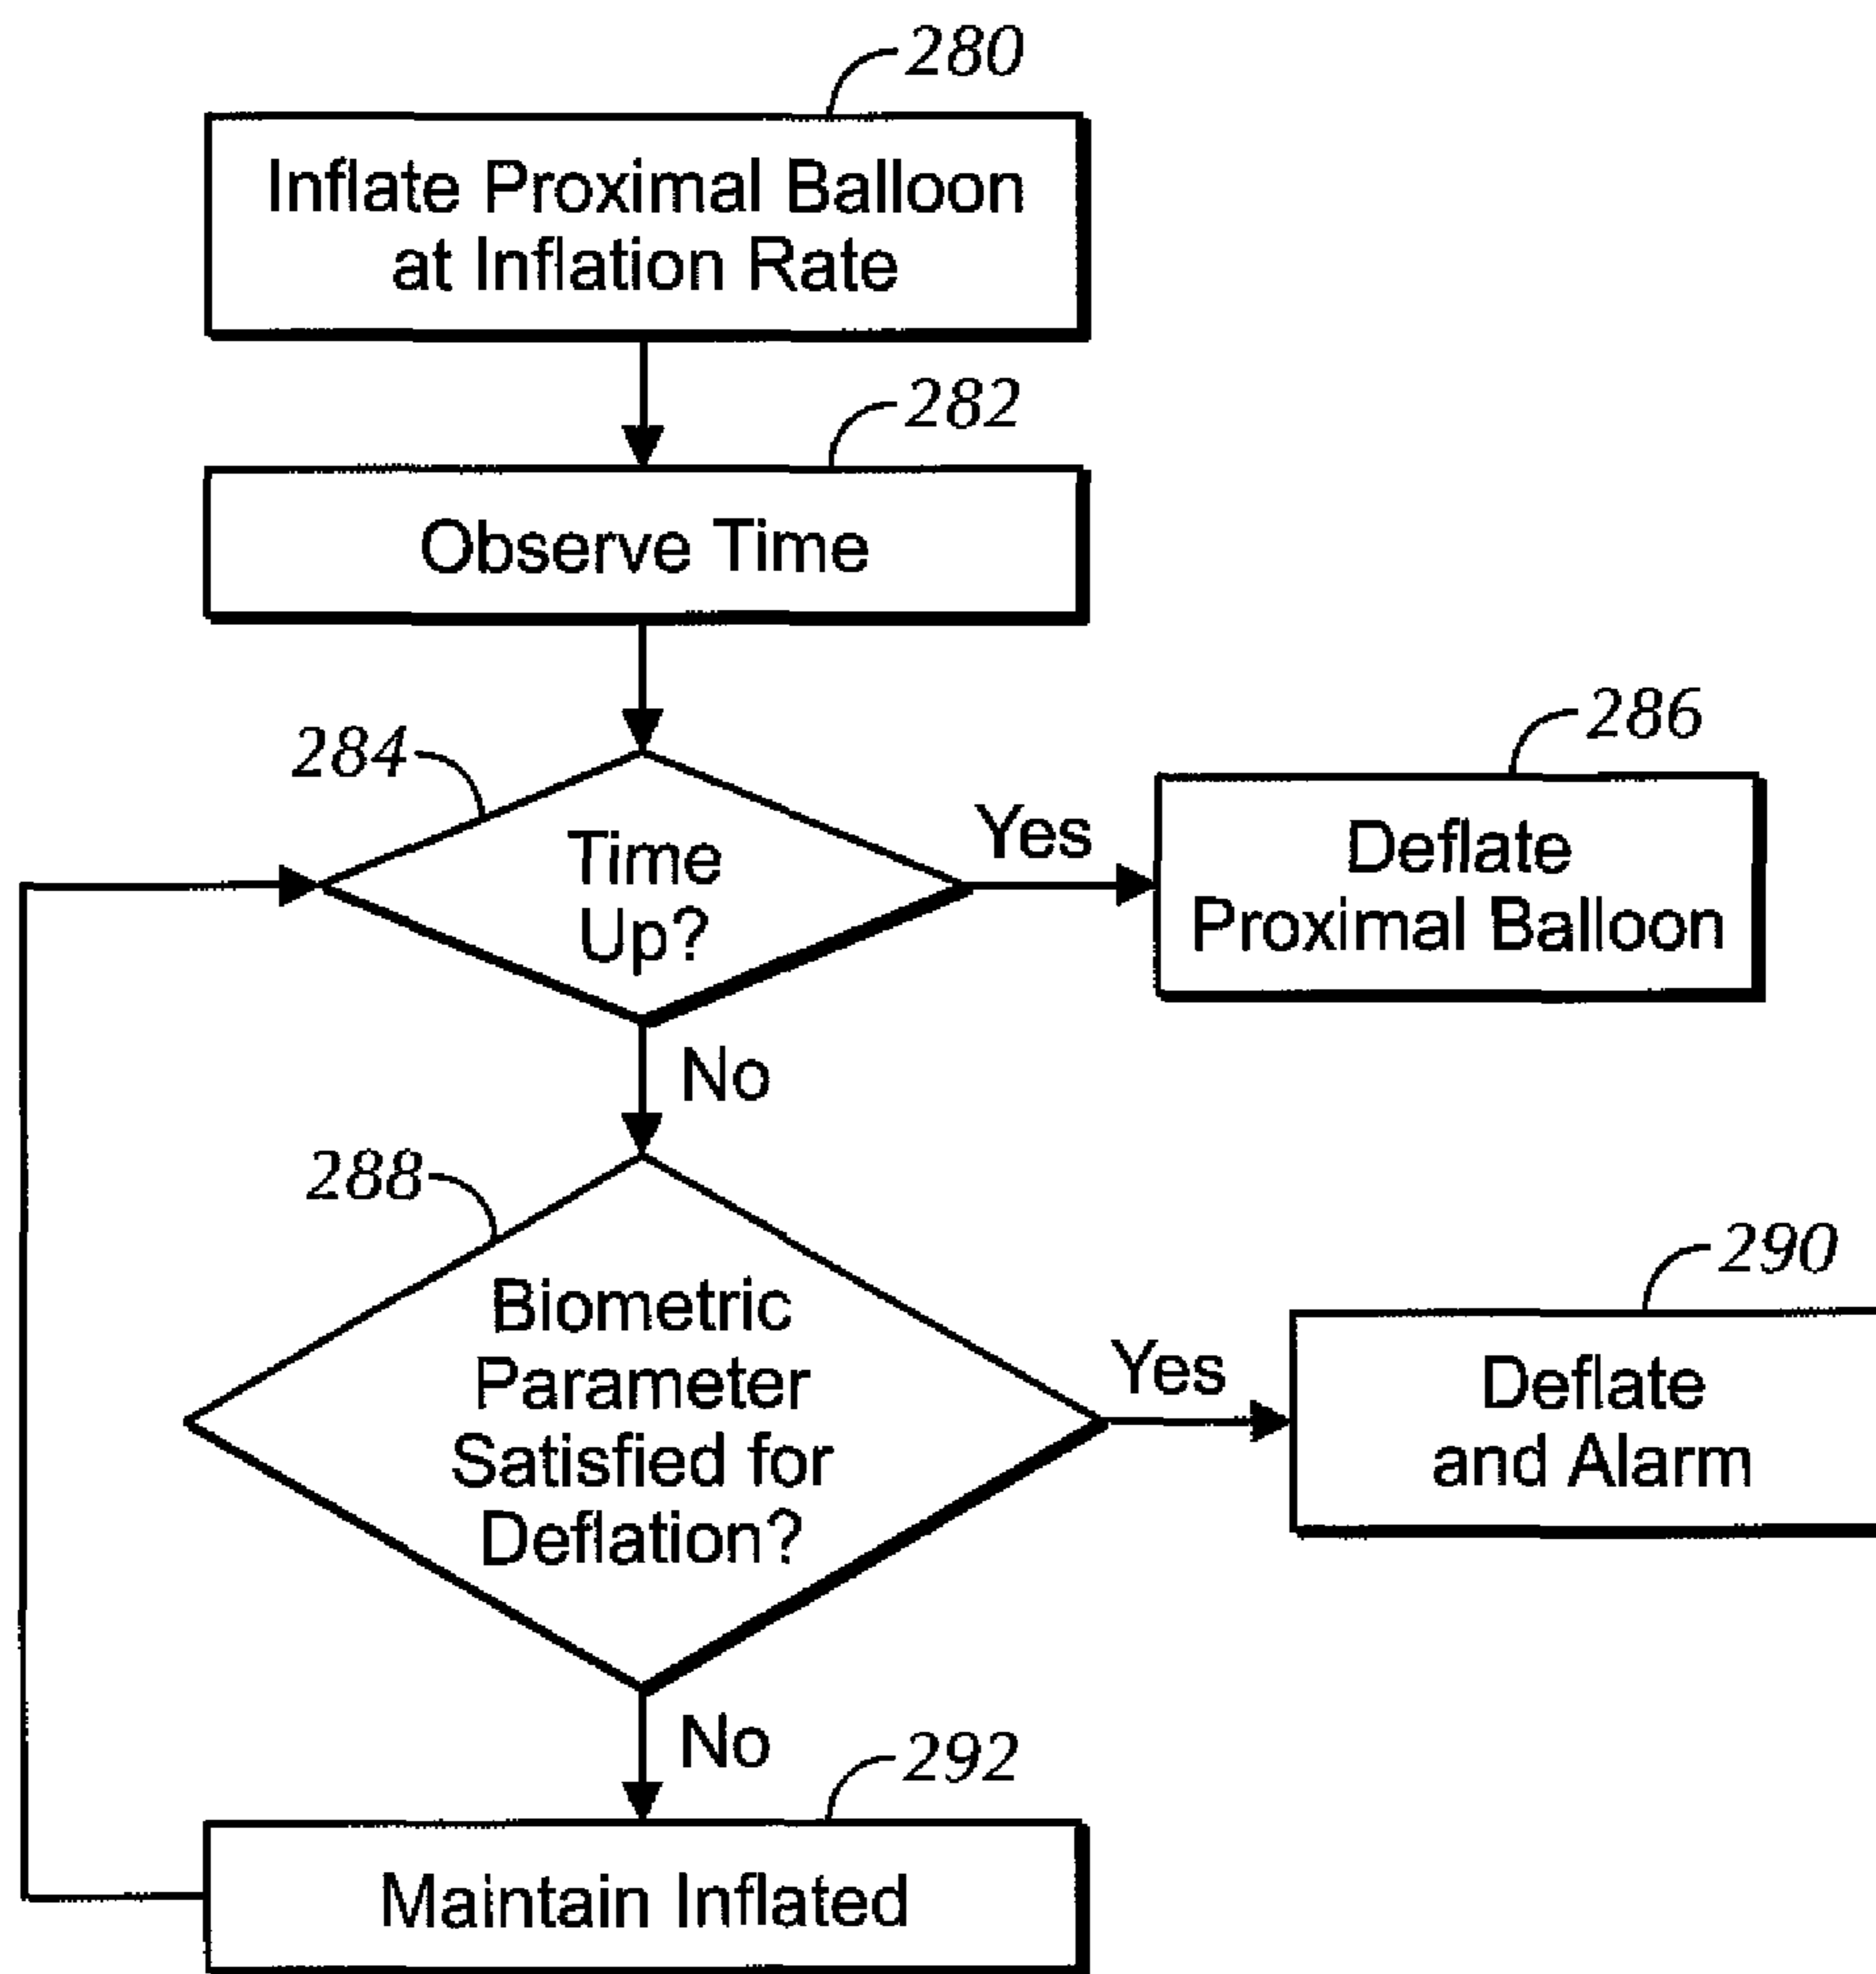 280
Inflate Proximal Balloon
at Inflation Rate
282
Observe Time
284
Time
Up?
Yes
286
Deflate
Proximal Balloon
No
288
Biometric
Parameter
Satisfied for
Deflation?
Yes
290
Deflate
and Alarm
No
292
Maintain Inflated